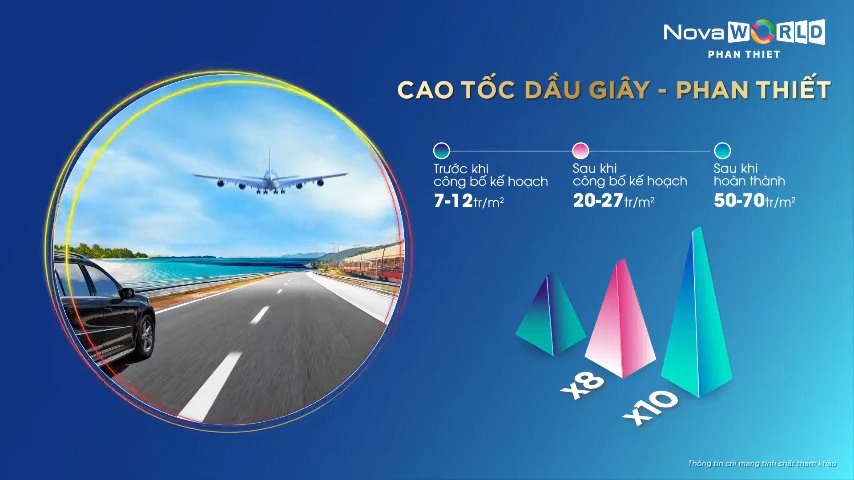 Nova WORLD
PHAN THIET
CAO TỐC DẦU GIÂY - PHAN THIẾT
Trước khi
công bố kế hoạch
7-12tr/m²
Sau khi
công bố kế hoạch
20-27tr/m²
Sau khi
hoàn thành
50-70tr/m²
x8
x10
Thông tin chỉ mang tính chất tham khảo